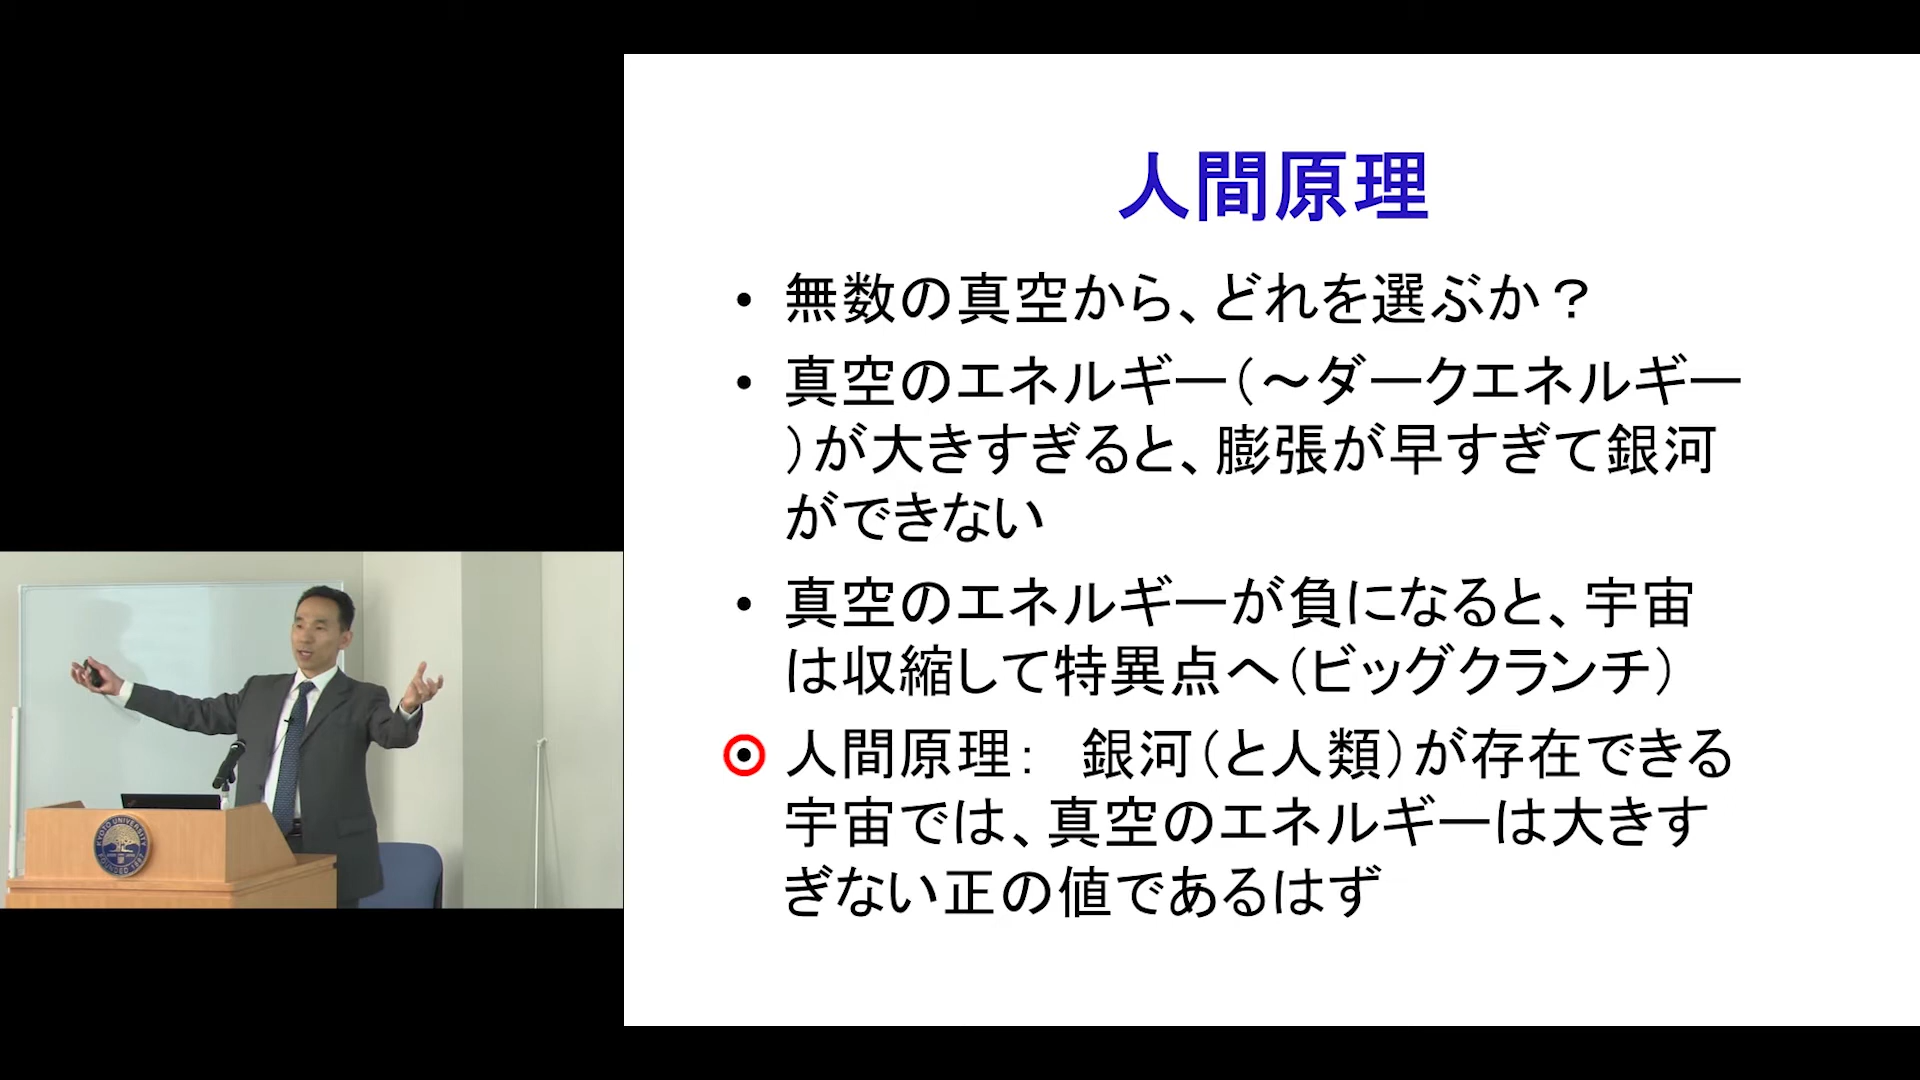 人間原理
• 無数の真空から、どれを選ぶか？
• 真空のエネルギー（～ダークエネルギー
）が大きすぎると、膨張が早すぎて銀河
ができない
• 真空のエネルギーが負になると、宇宙
は収縮して特異点へ（ビッグクランチ）
• 人間原理：　銀河（と人類）が存在できる
宇宙では、真空のエネルギーは大きす
ぎない正の値であるはず
KYOTO UNIVERSITY
FOUNDED 1897